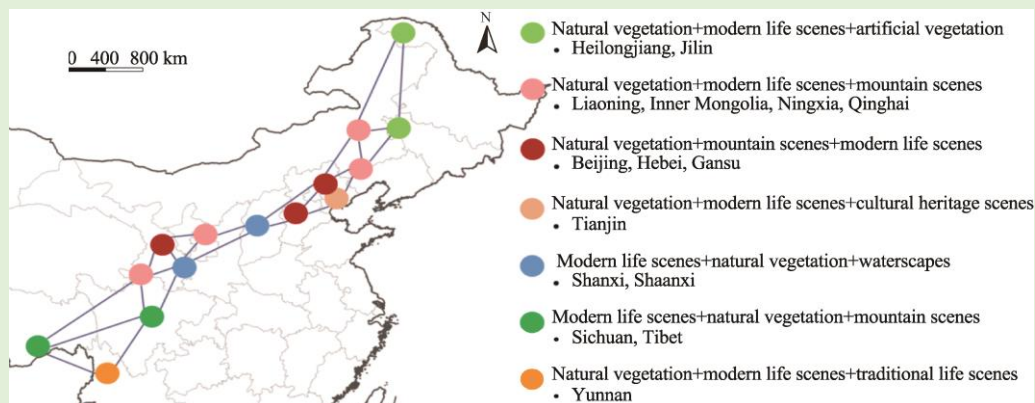 N
0 400 800 km
Natural vegetation+modern life scenes+artificial vegetation
• Heilongjiang, Jilin
Natural vegetation+modern life scenes+mountain scenes
• Liaoning, Inner Mongolia, Ningxia, Qinghai
Natural vegetation+mountain scenes+modern life scenes
• Beijing, Hebei, Gansu
Natural vegetation+modern life scenes+cultural heritage scenes
• Tianjin
Modern life scenes+natural vegetation+waterscapes
• Shanxi, Shaanxi
Modern life scenes+natural vegetation+mountain scenes
• Sichuan, Tibet
Natural vegetation+modern life scenes+traditional life scenes
• Yunnan